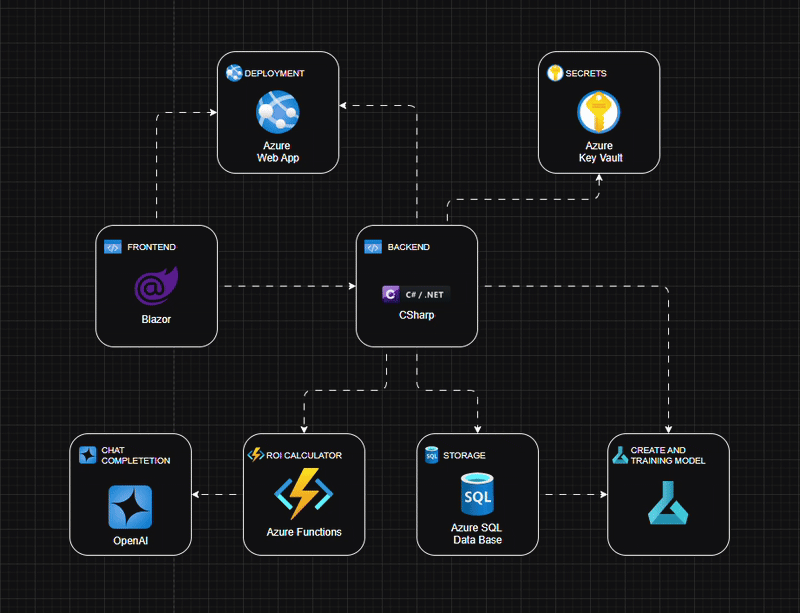 DEPLOYMENT
Azure
Web App
SECRETS
Azure
Key Vault
FRONTEND
Blazor
BACKEND
C# / .NET
CSharp
CHAT
COMPLETETION
OpenAI
ROI CALCULATOR
Azure Functions
SQL
STORAGE
SQL
Azure SQL
Data Base
CREATE AND
TRAINING MODEL